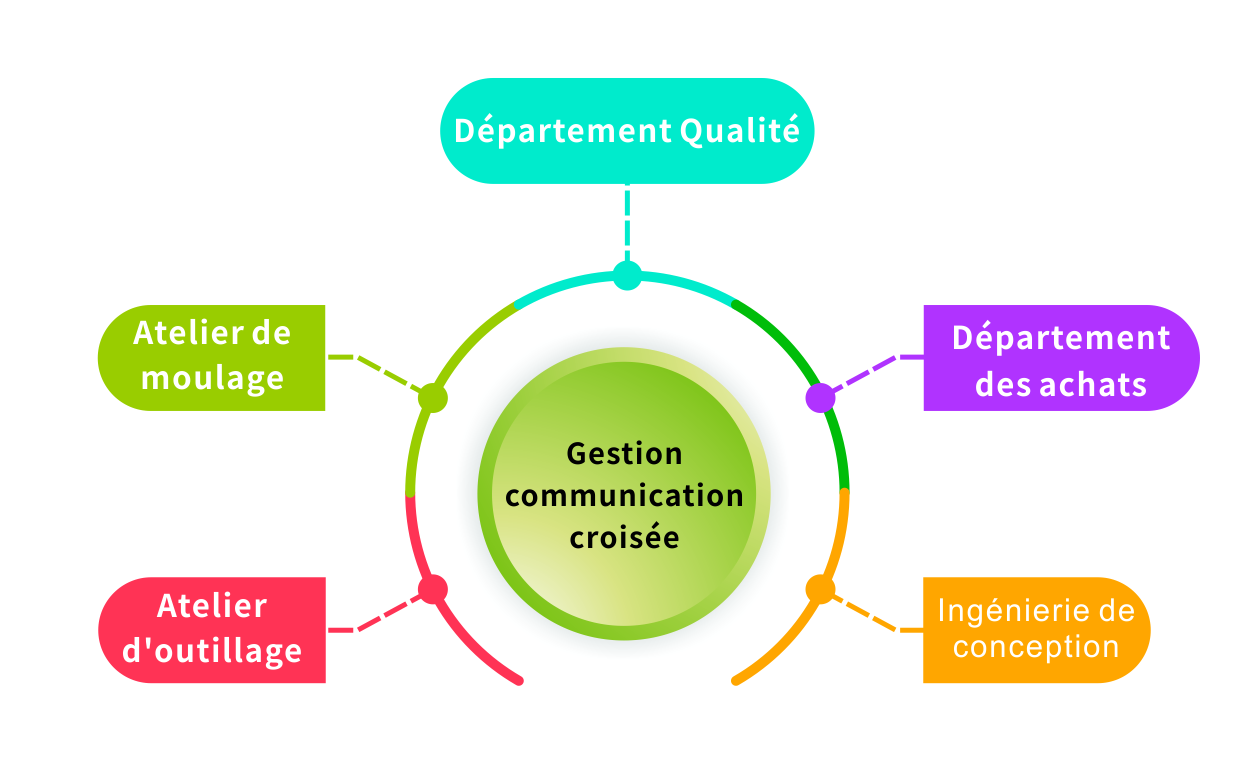 Département Qualité
Atelier de
moulage
Département
des achats
Gestion
communication
croisée
Atelier
d'outillage
Ingénierie de
conception